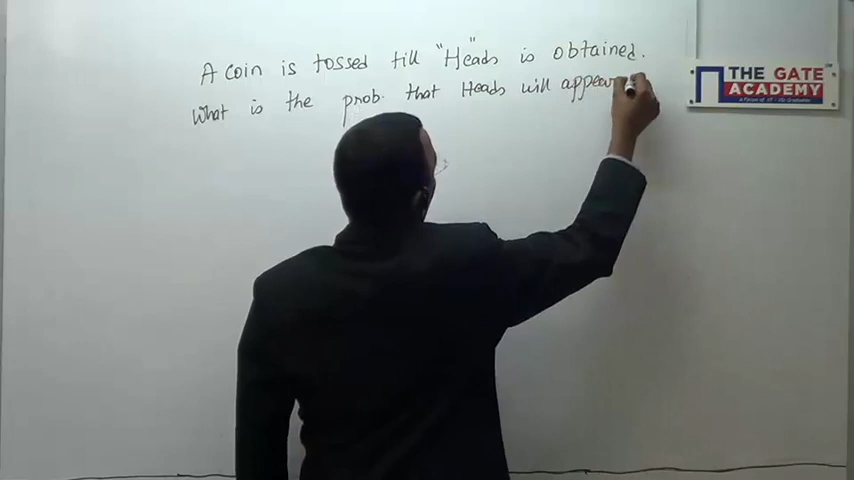 A coin is tossed till "Heads" is obtained.
What is the prob. that Heads will appear
THE GATE
ACADEMY